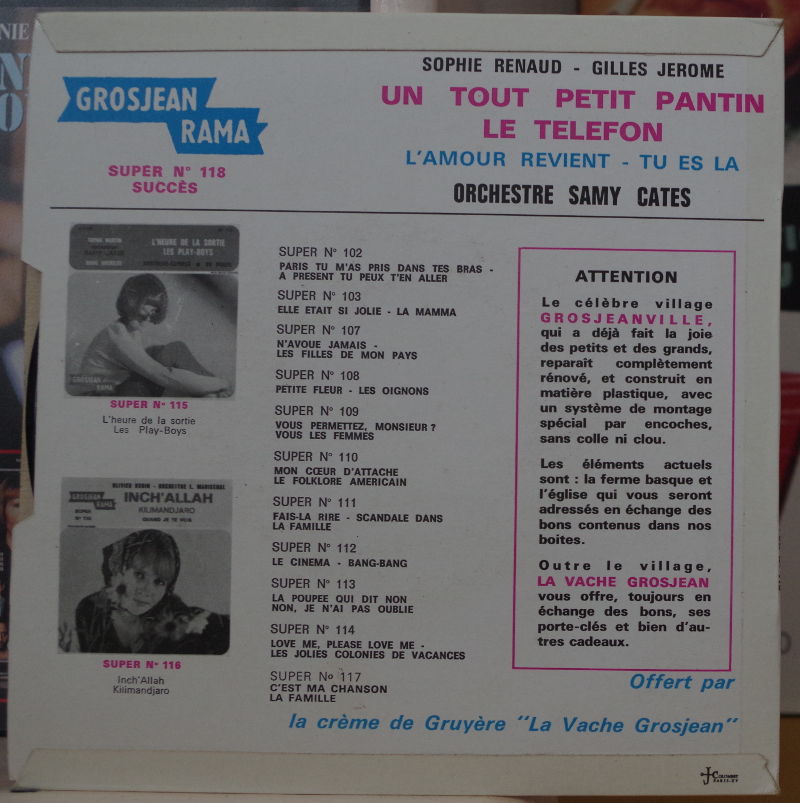 NIE
GROSJEAN
RAMA
SUPER N° 118
SUCCÈS
SOPHIE RENAUD - GILLES JEROME
UN TOUT PETIT PANTIN
LE TELEFON
L'AMOUR REVIENT - TU ES LA
ORCHESTRE SAMY CATES
L'HEURE DE LA SORTIE
LES PLAY-BOYS
GROSJEAN
RAMA
SUPER N° 115
L'heure de la sortie
Les Play-Boys
INCH'ALLAH
KILIMANDJARO
GROSJEAN
RAMA
SUPER N° 116
Inch'Allah
Kilimandjaro
SUPER N° 102
PARIS TU M'AS PRIS DANS TES BRAS -
A PRESENT TU PEUX T'EN ALLER
SUPER N° 103
ELLE ETAIT SI JOLIE - LA MAMMA
SUPER N° 107
N'AVOUE JAMAIS -
LES FILLES DE MON PAYS
SUPER N° 108
PETITE FLEUR - LES OIGNONS
SUPER N° 109
VOUS PERMETTEZ, MONSIEUR ?
VOUS LES FEMMES
SUPER N° 110
MON CŒUR D'ATTACHE
LE FOLKLORE AMERICAIN
SUPER N° 111
FAIS-LA RIRE - SCANDALE DANS
LA FAMILLE
SUPER N° 112
LE CINEMA - BANG-BANG
SUPER N° 113
LA POUPEE QUI DIT NON
NON, JE N'AI PAS OUBLIE
SUPER N° 114
LOVE ME, PLEASE LOVE ME -
LES JOLIES COLONIES DE VACANCES
SUPER No 117
C'EST MA CHANSON
LA FAMILLE
ATTENTION
Le célèbre village
GROSJEANVILLE,
qui a déjà fait la joie
des petits et des grands,
reparaît complètement
rénové, et construit en
matière plastique, avec
un système de montage
spécial par encoches,
sans colle ni clou.
Les éléments actuels
sont : la ferme basque et
l'église qui vous seront
adressés en échange des
bons contenus dans nos
boites.
Outre le village,
LA VACHE GROSJEAN
vous offre, toujours en
échange des bons, ses
porte-clés et bien d'au-
tres cadeaux.
Offert par
la crème de Gruyère "La Vache Grosjean"